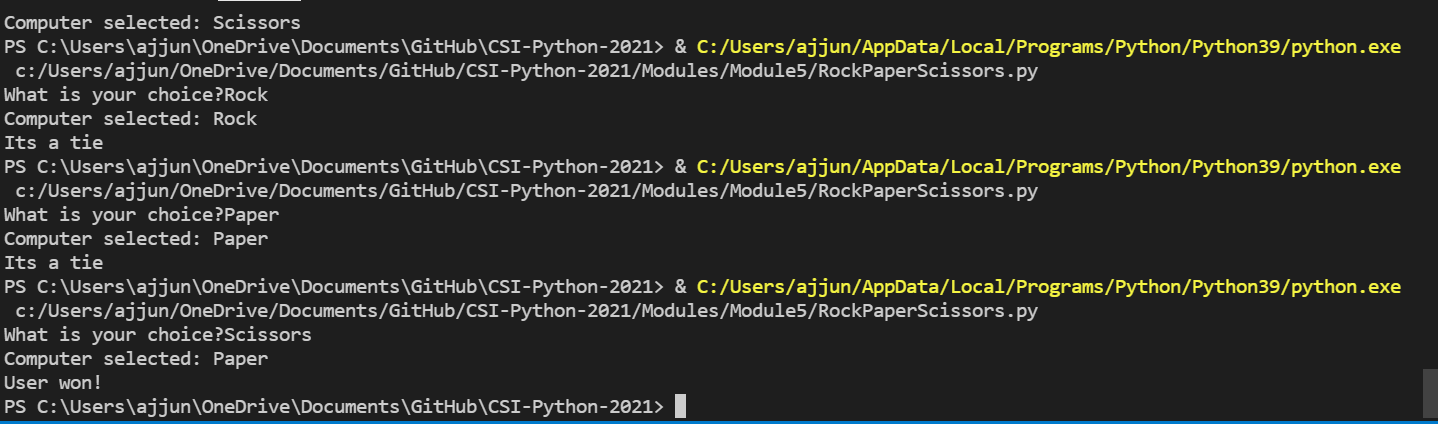 Computer selected: Scissors
PS C:\Users\ajjun\OneDrive\Documents\GitHub\CSI-Python-2021> & C:/Users/ajjun/AppData/Local/Programs/Python/Python39/python.exe
c:/Users/ajjun/OneDrive/Documents/GitHub/CSI-Python-2021/Modules/Module5/RockPaperScissors.py
What is your choice?Rock
Computer selected: Rock
Its a tie
PS C:\Users\ajjun\OneDrive\Documents\GitHub\CSI-Python-2021> & C:/Users/ajjun/AppData/Local/Programs/Python/Python39/python.exe
c:/Users/ajjun/OneDrive/Documents/GitHub/CSI-Python-2021/Modules/Module5/RockPaperScissors.py
What is your choice?Paper
Computer selected: Paper
Its a tie
PS C:\Users\ajjun\OneDrive\Documents\GitHub\CSI-Python-2021> & C:/Users/ajjun/AppData/Local/Programs/Python/Python39/python.exe
c:/Users/ajjun/OneDrive/Documents/GitHub/CSI-Python-2021/Modules/Module5/RockPaperScissors.py
What is your choice?Scissors
Computer selected: Paper
User won!
PS C:\Users\ajjun\OneDrive\Documents\GitHub\CSI-Python-2021>